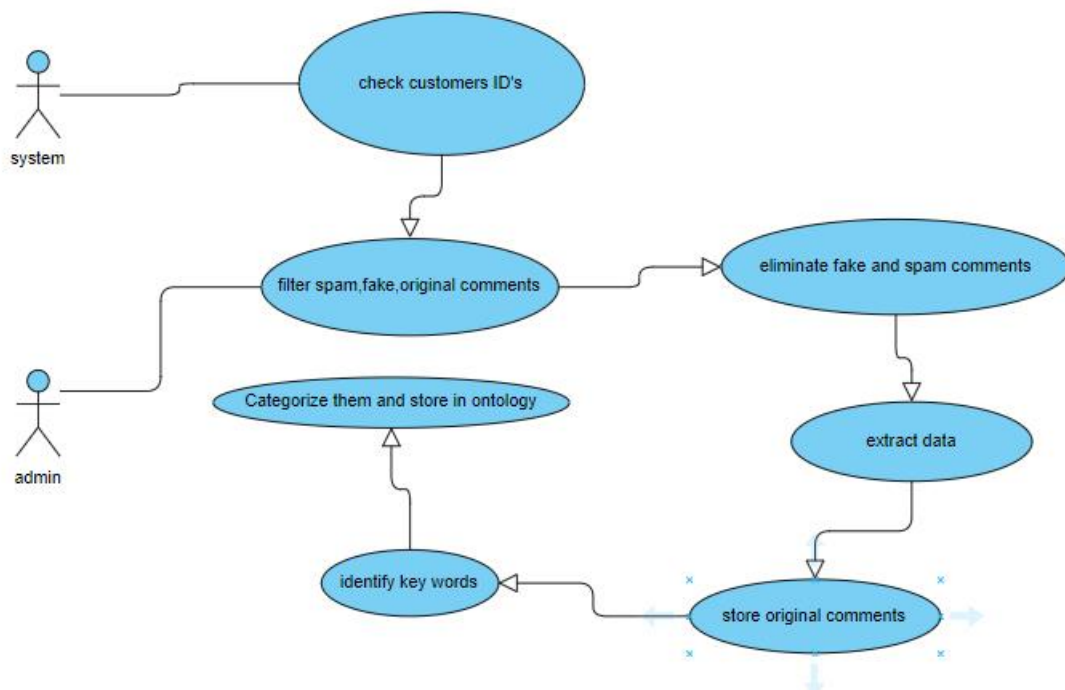 check customers ID's
system
filter spam,fake,original comments
eliminate fake and spam comments
Categorize them and store in ontology
admin
extract data
identify key words
store original comments